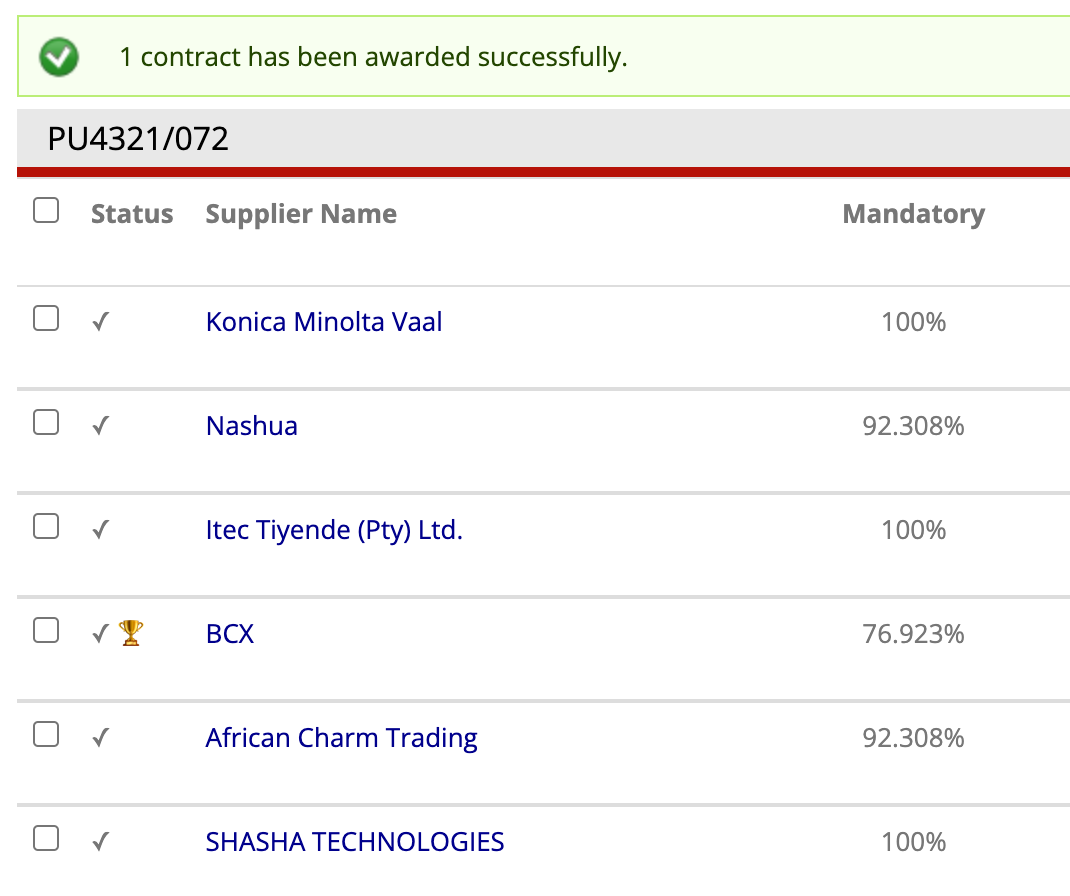 1 contract has been awarded successfully.
PU4321/072
Status Supplier Name Mandatory
✓ Konica Minolta Vaal 100%
✓ Nashua 92.308%
✓ Itec Tiyende (Pty) Ltd. 100%
✓ BCX 76.923%
✓ African Charm Trading 92.308%
✓ SHASHA TECHNOLOGIES 100%